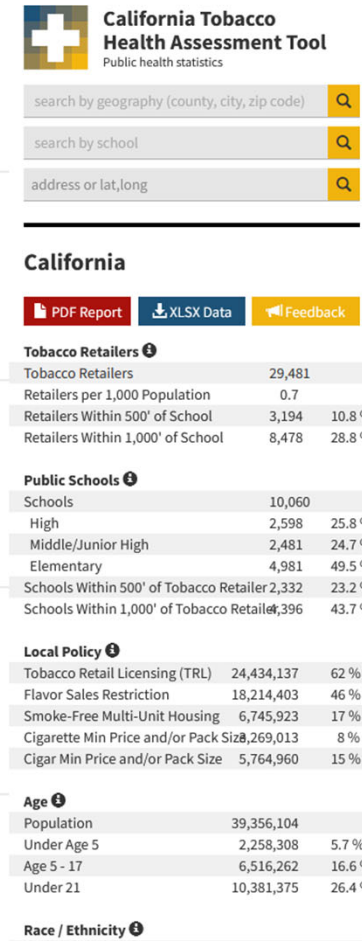 California Tobacco
Health Assessment Tool
Public health statistics
search by geography (county, city, zip code)
search by school
address or lat,long
California
PDF Report XLSX Data Feedback
Tobacco Retailers
Tobacco Retailers 29,481
Retailers per 1,000 Population 0.7
Retailers Within 500' of School 3,194 10.8
Retailers Within 1,000' of School 8,478 28.8
Public Schools
Schools 10,060
High 2,598 25.8
Middle/Junior High 2,481 24.7
Elementary 4,981 49.5
Schools Within 500' of Tobacco Retailer 2,332 23.2
Schools Within 1,000' of Tobacco Retailer 4,396 43.7
Local Policy
Tobacco Retail Licensing (TRL) 24,434,137 62 %
Flavor Sales Restriction 18,214,403 46 %
Smoke-Free Multi-Unit Housing 6,745,923 17 %
Cigarette Min Price and/or Pack Size ,269,013 8 %
Cigar Min Price and/or Pack Size 5,764,960 15 %
Age
Population 39,356,104
Under Age 5 2,258,308 5.7 %
Age 5 - 17 6,516,262 16.6
Under 21 10,381,375 26.4
Race / Ethnicity